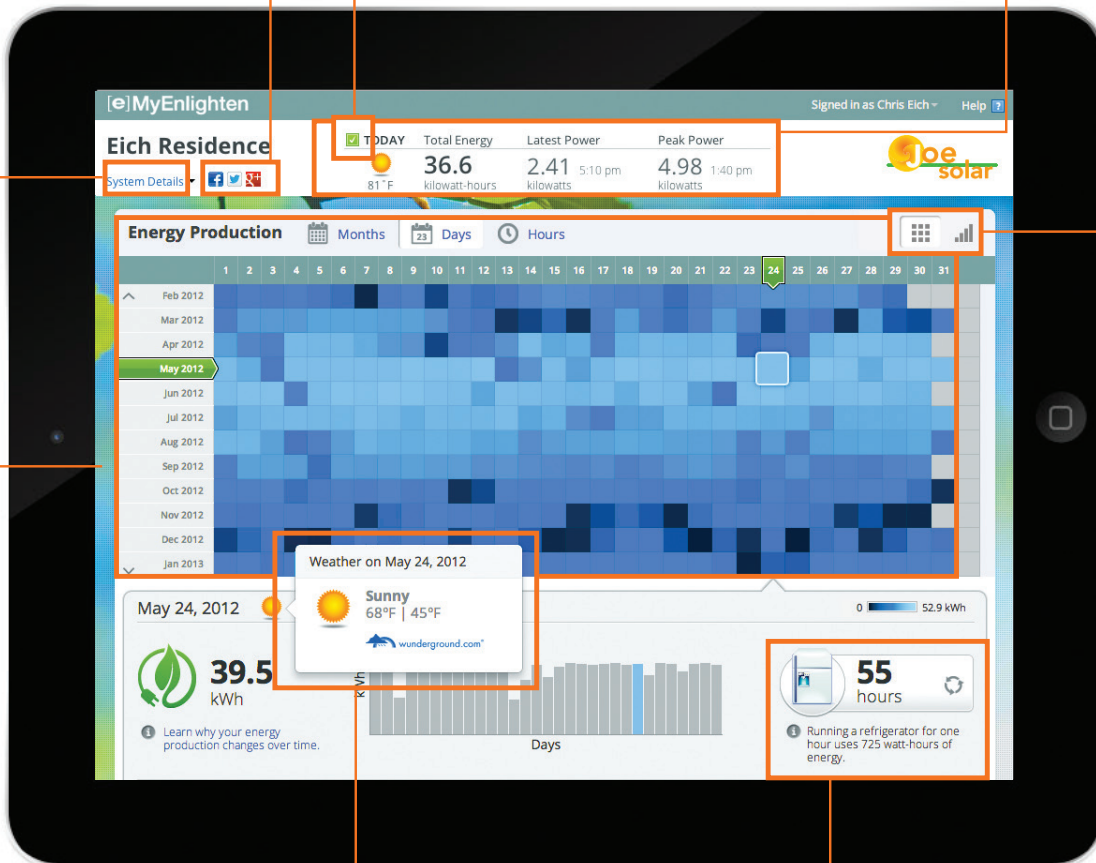 [e]MyEnlighten
Signed in as Chris Eich
Help ?
Eich Residence
System Details
TODAY
81°F
Total Energy
36.6
kilowatt-hours
Latest Power
2.41 5:10 pm
kilowatts
Peak Power
4.98 1:40 pm
kilowatts
Joe
solar
Energy Production
Months
23 Days
Hours
1 2 3 4 5 6 7 8 9 10 11 12 13 14 15 16 17 18 19 20 21 22 23 24 25 26 27 28 29 30 31
Feb 2012
Mar 2012
Apr 2012
May 2012
Jun 2012
Jul 2012
Aug 2012
Sep 2012
Oct 2012
Nov 2012
Dec 2012
Jan 2013
Weather on May 24, 2012
Sunny
68°F | 45°F
wunderground.com
May 24, 2012
0 52.9 kWh
39.5
kWh
Learn why your energy
production changes over time.
kWh
Days
55
hours
Running a refrigerator for one
hour uses 725 watt-hours of
energy.